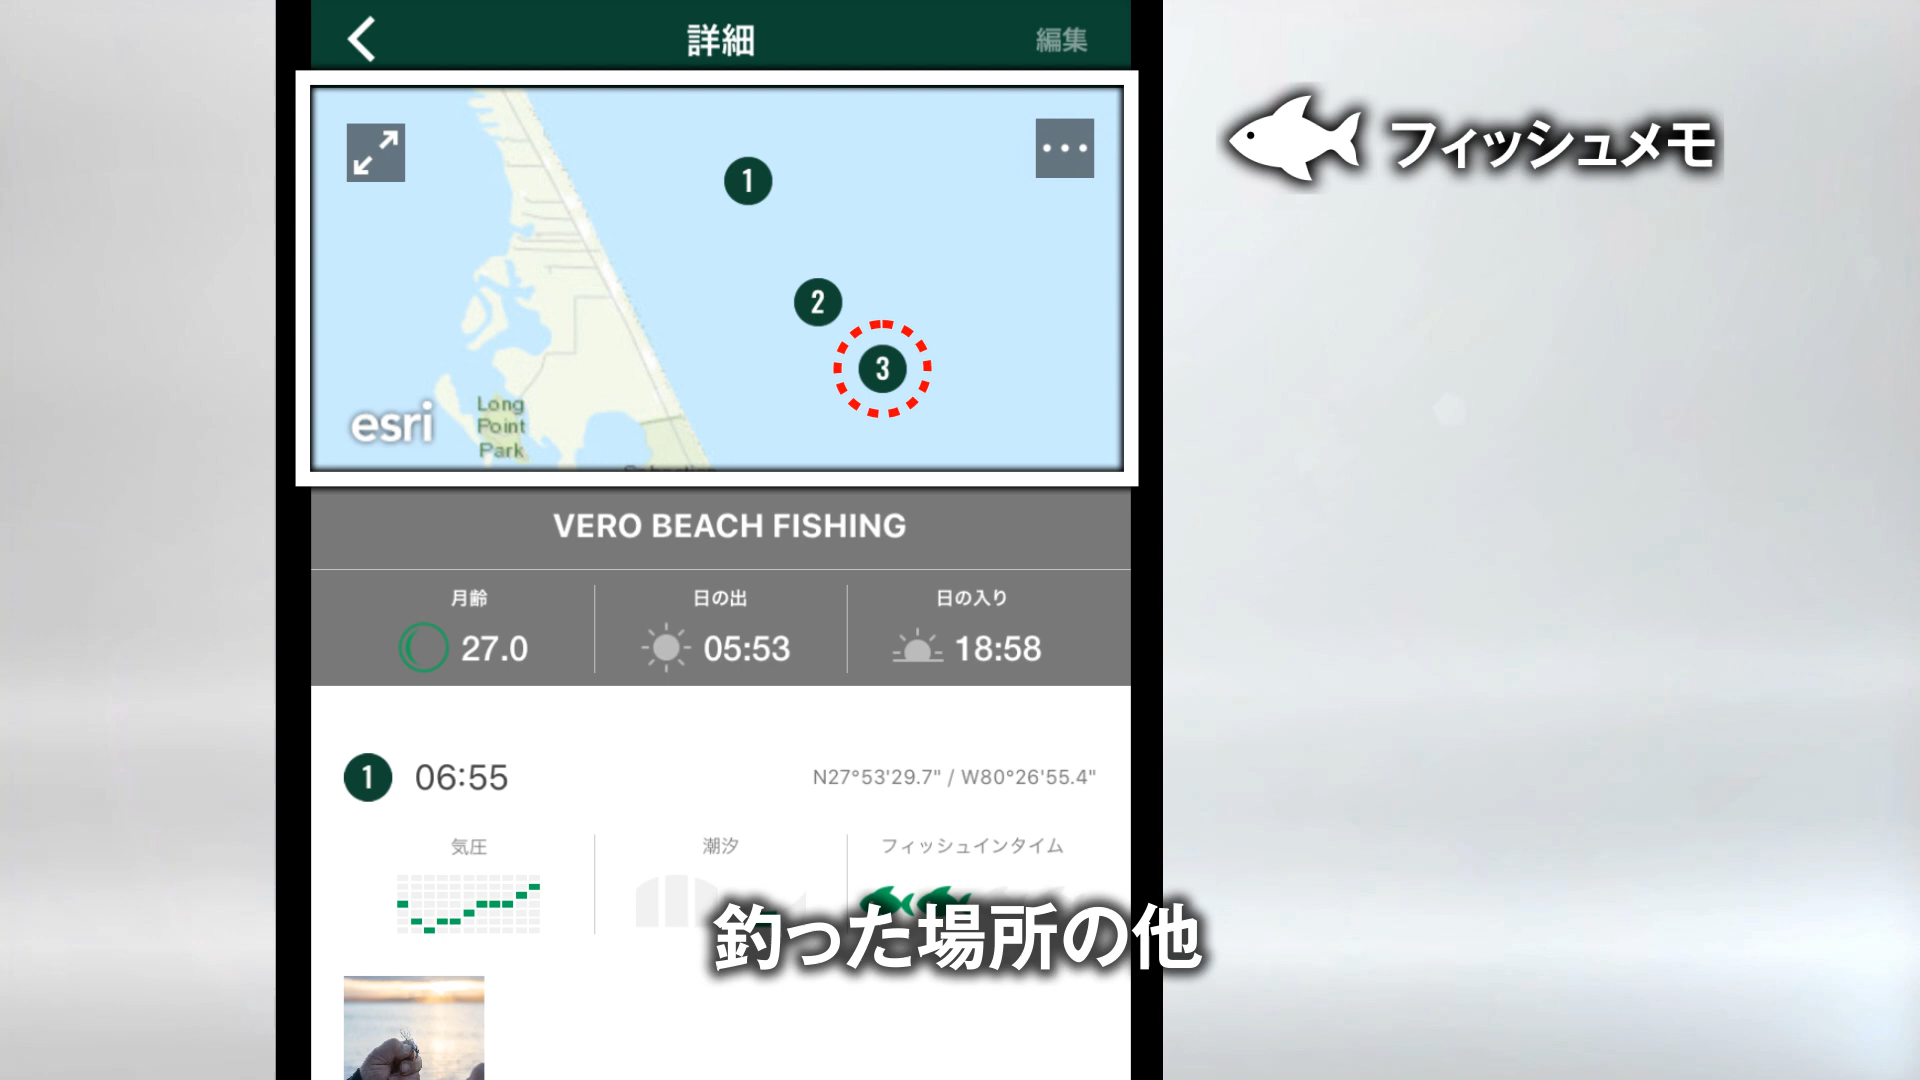 詳細
編集
フィッシュメモ
1
2
3
esri
Long
Point
Park
VERO BEACH FISHING
月齢
日の出
日の入り
27.0
05:53
18:58
1 06:55
N27°53'29.7" / W80°26'55.4"
気圧
潮汐
フィッシュインタイム
釣った場所の他